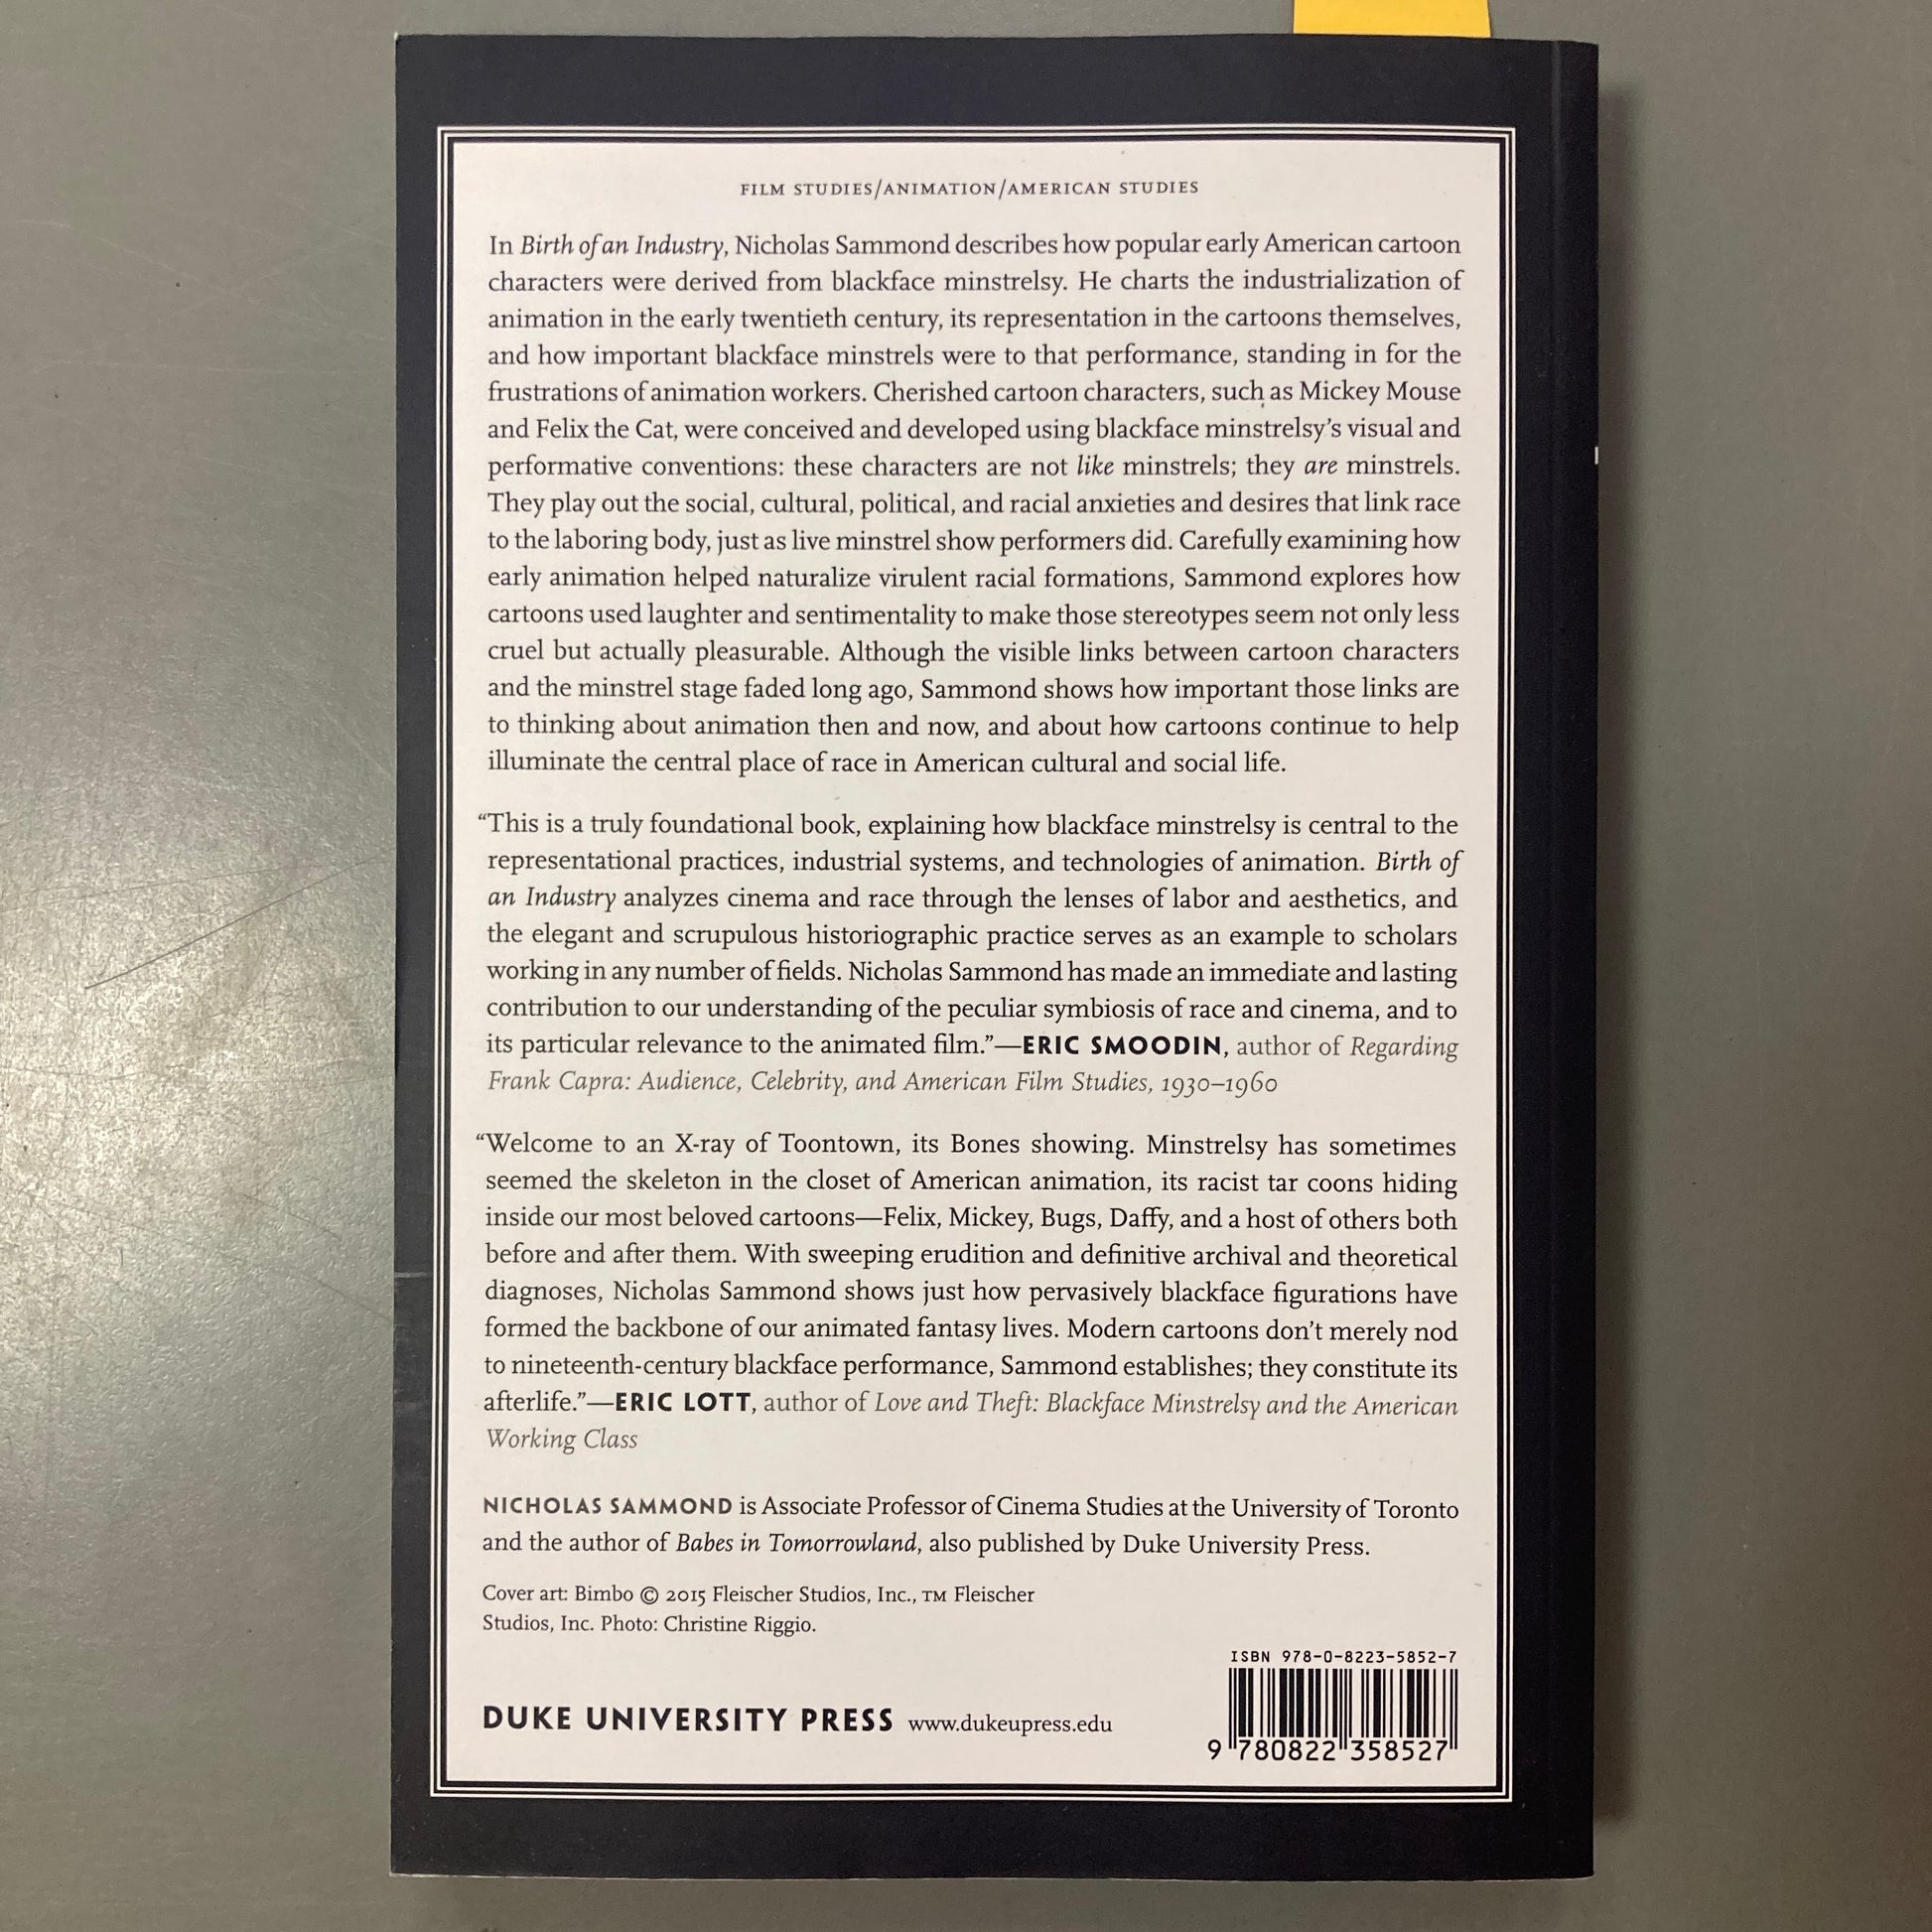 FILM STUDIES/ANIMATION/AMERICAN STUDIES
In Birth of an Industry, Nicholas Sammond describes how popular early American cartoon
characters were derived from blackface minstrelsy. He charts the industrialization of
animation in the early twentieth century, its representation in the cartoons themselves,
and how important blackface minstrels were to that performance, standing in for the
frustrations of animation workers. Cherished cartoon characters, such as Mickey Mouse
and Felix the Cat, were conceived and developed using blackface minstrelsy’s visual and
performative conventions: these characters are not like minstrels; they are minstrels.
They play out the social, cultural, political, and racial anxieties and desires that link race
to the laboring body, just as live minstrel show performers did. Carefully examining how
early animation helped naturalize virulent racial formations, Sammond explores how
cartoons used laughter and sentimentality to make those stereotypes seem not only less
cruel but actually pleasurable. Although the visible links between cartoon characters
and the minstrel stage faded long ago, Sammond shows how important those links are
to thinking about animation then and now, and about how cartoons continue to help
illuminate the central place of race in American cultural and social life.
“This is a truly foundational book, explaining how blackface minstrelsy is central to the
representational practices, industrial systems, and technologies of animation. Birth of
an Industry analyzes cinema and race through the lenses of labor and aesthetics, and
the elegant and scrupulous historiographic practice serves as an example to scholars
working in any number of fields. Nicholas Sammond has made an immediate and lasting
contribution to our understanding of the peculiar symbiosis of race and cinema, and to
its particular relevance to the animated film.”—ERIC SMOODIN, author of Regarding
Frank Capra: Audience, Celebrity, and American Film Studies, 1930–1960
“Welcome to an X-ray of Toontown, its Bones showing. Minstrelsy has sometimes
seemed the skeleton in the closet of American animation, its racist tar coons hiding
inside our most beloved cartoons—Felix, Mickey, Bugs, Daffy, and a host of others both
before and after them. With sweeping erudition and definitive archival and theoretical
diagnoses, Nicholas Sammond shows just how pervasively blackface figurations have
formed the backbone of our animated fantasy lives. Modern cartoons don’t merely nod
to nineteenth-century blackface performance, Sammond establishes; they constitute its
afterlife.”—ERIC LOTT, author of Love and Theft: Blackface Minstrelsy and the American
Working Class
NICHOLAS SAMMOND is Associate Professor of Cinema Studies at the University of Toronto
and the author of Babes in Tomorrowland, also published by Duke University Press.
Cover art: Bimbo © 2015 Fleischer Studios, Inc., TM Fleischer
Studios, Inc. Photo: Christine Riggio.
ISBN 978-0-8223-5852-7
DUKE UNIVERSITY PRESS www.dukeupress.edu
9 780822 358527